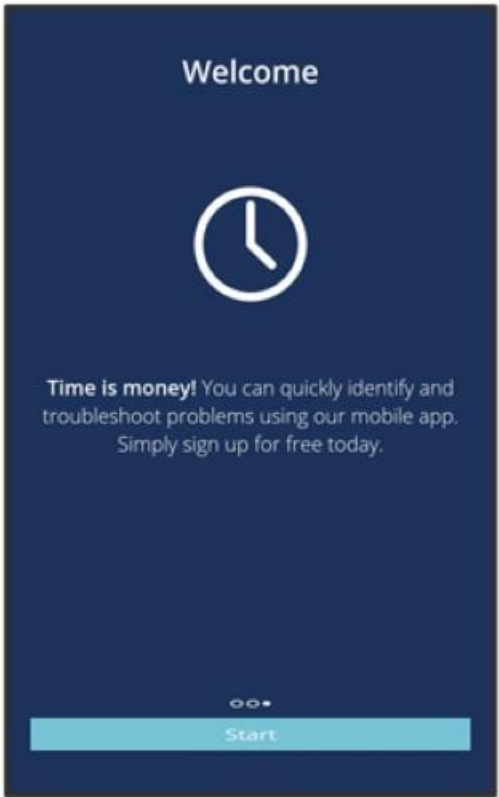 Welcome
Time is money! You can quickly identify and
troubleshoot problems using our mobile app.
Simply sign up for free today.
Start